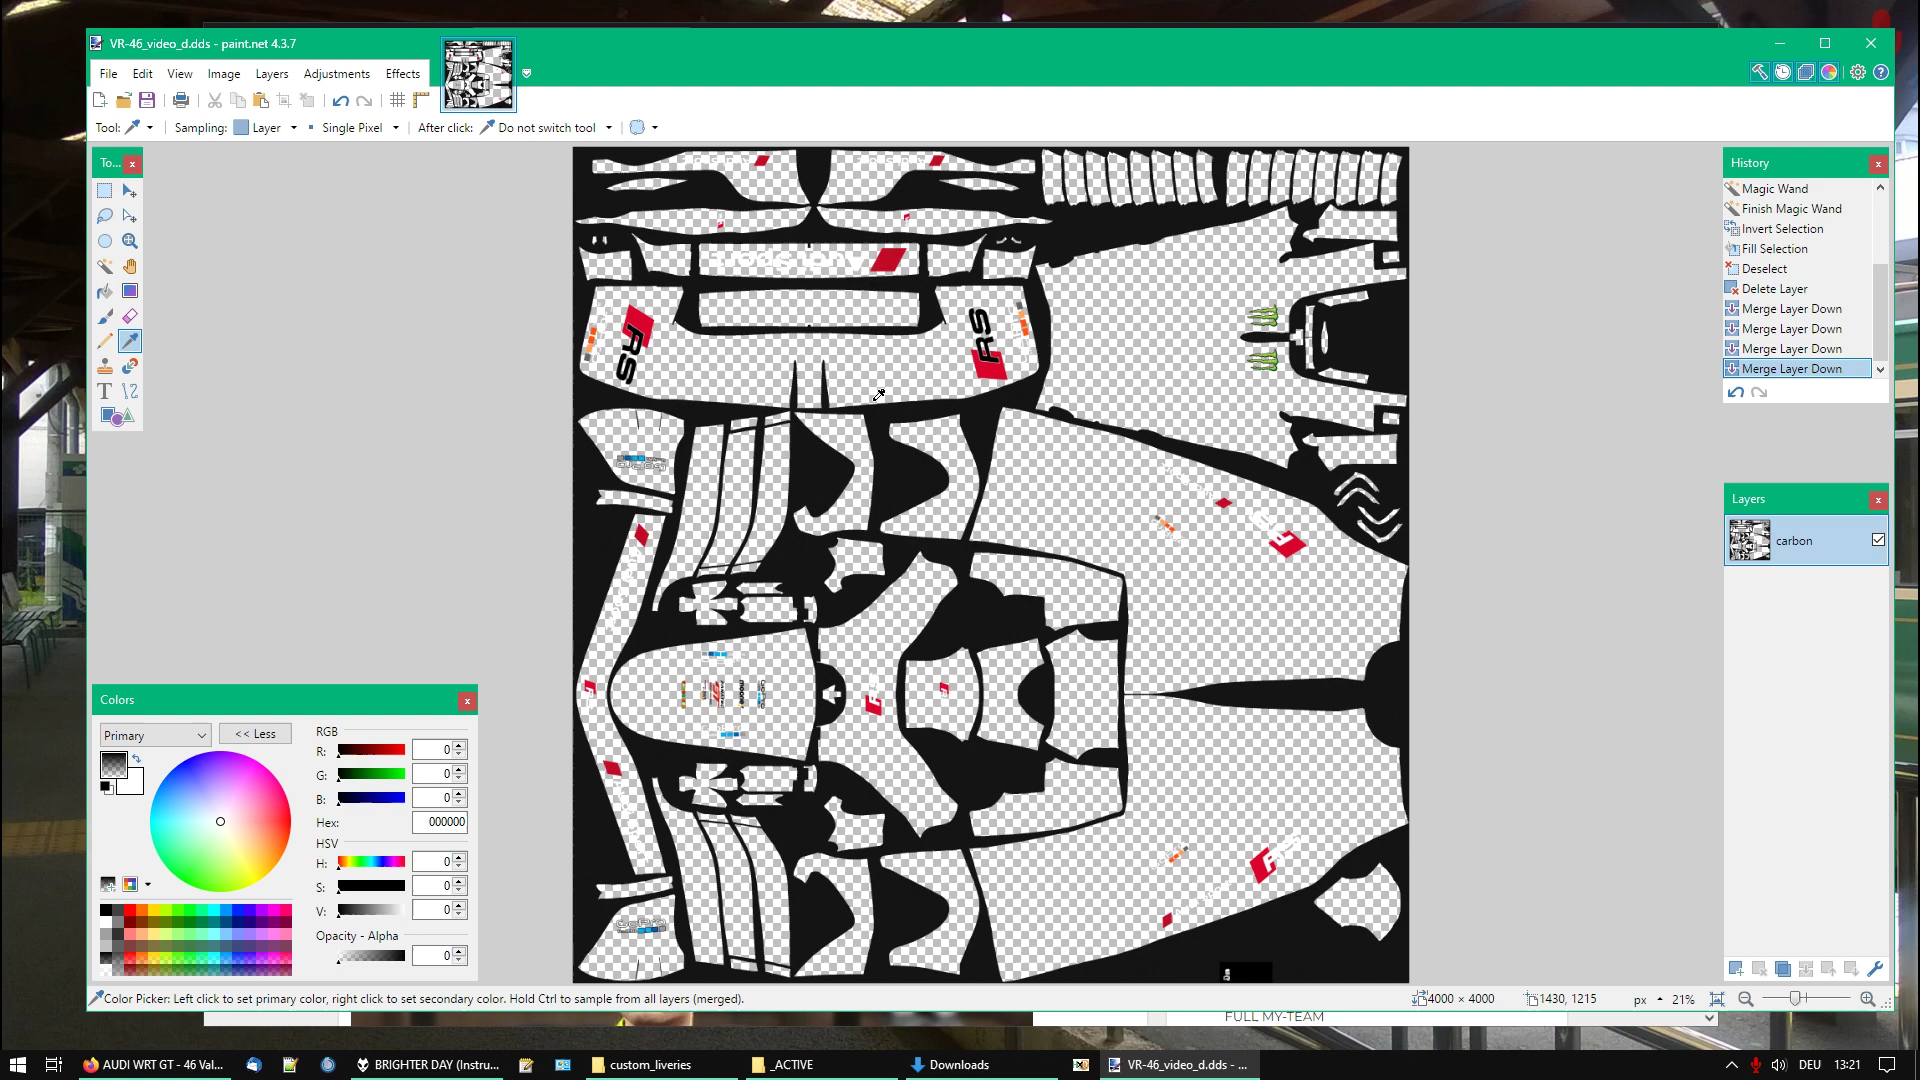 VR-46_video_d.dds - paint.net 4.3.7
File Edit View Image Layers Adjustments Effects
Tool: Sampling: Layer Single Pixel After click: Do not switch tool
To...
History
Magic Wand
Finish Magic Wand
Invert Selection
Fill Selection
Deselect
Delete Layer
Merge Layer Down
Merge Layer Down
Merge Layer Down
Merge Layer Down
RS
RS
Layers
carbon
GoPro
RS
Colors
Primary
<< Less
RGB
R: 0
G: 0
B: 0
Hex: 000000
HSV
H: 0
S: 0
V: 0
Opacity - Alpha
0
Color Picker: Left click to set primary color, right click to set secondary color. Hold Ctrl to sample from all layers (merged).
4000 × 4000
1430, 1215
px
21%
FULL MY-TEAM
AUDI WRT GT - 46 Val...
BRIGHTER DAY (Instru...
custom_liveries
_ACTIVE
Downloads
VR-46_video_d.dds - ...
DEU
13:21